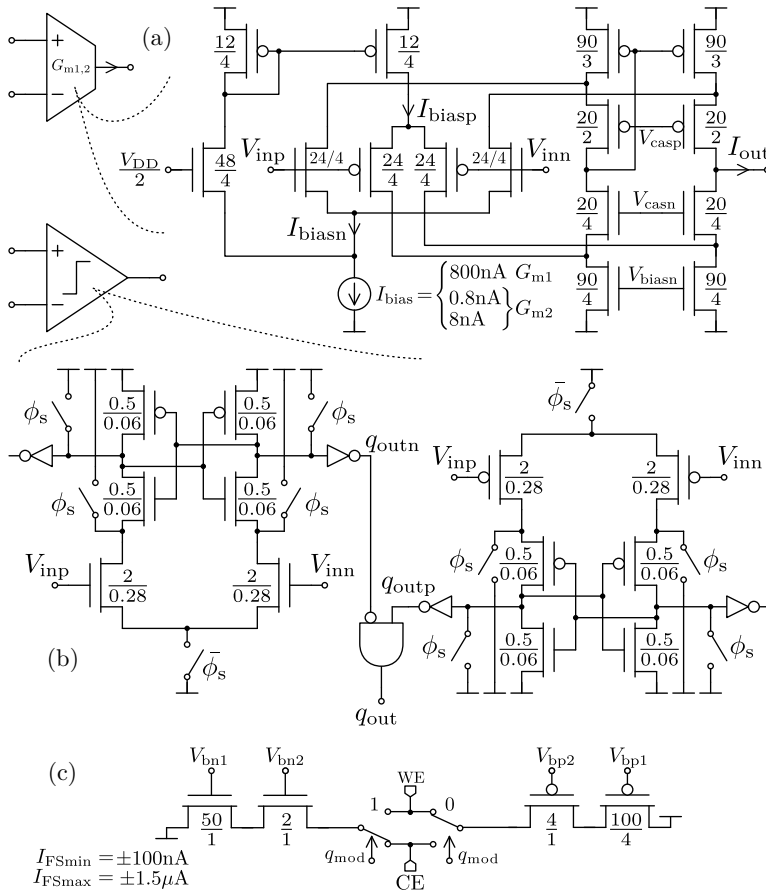 (a)
+
−
G_m1,2
12/4
12/4
90/3
90/3
I_biasp
20/2
20/2
V_casp
V_DD/2
48/4
V_inp
24/4
24/4
24/4
24/4
V_inn
I_out
I_biasn
20/4
V_casn
20/4
I_bias = { 800nA G_m1
0.8nA
8nA } G_m2
90/4
V_biasn
90/4
+
−
(b)
ϕ_s
0.5/0.06
0.5/0.06
ϕ_s
q_outn
ϕ_s
0.5/0.06
0.5/0.06
ϕ_s
V_inp
2/0.28
2/0.28
V_inn
ϕ̄_s
ϕ̄_s
V_inp
2/0.28
2/0.28
V_inn
ϕ_s
0.5/0.06
0.5/0.06
ϕ_s
q_outp
ϕ_s
0.5/0.06
0.5/0.06
ϕ_s
q_out
(c)
V_bn1
V_bn2
WE
V_bp2
V_bp1
1
0
50/1
2/1
4/1
100/4
q_mod
q_mod
CE
I_FSmin = ±100nA
I_FSmax = ±1.5μA